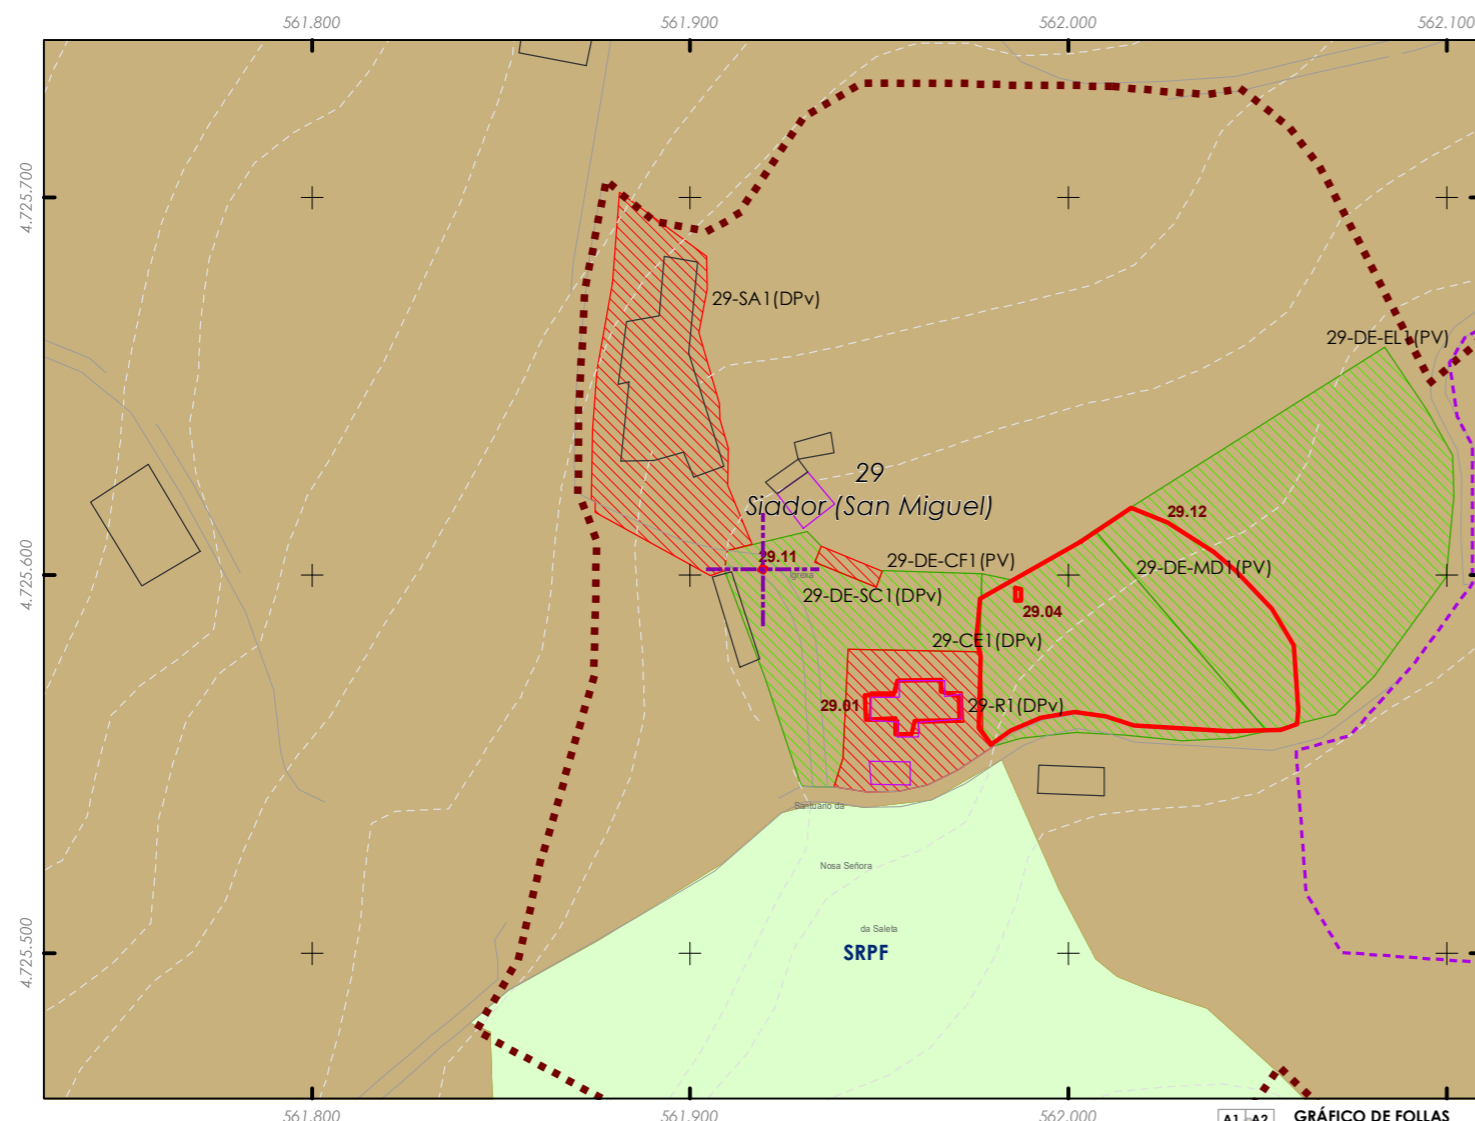 561.800
561.900
562.000
562.100
4.725.700
29-SA1(DPv)
29-DE-EL1(PV)
29
Siador (San Miguel)
29.12
29.11
29-DE-CF1(PV)
29-DE-MD1(PV)
Igrexa
29-DE-SC1(DPv)
4.725.600
29.04
29-CE1(DPv)
29.01
29-R1(DPv)
Santuario da
Nosa Señora
da Saleta
SRPF
4.725.500
561.800
561.900
562.000
A1 A2
GRÁFICO DE FOLLAS